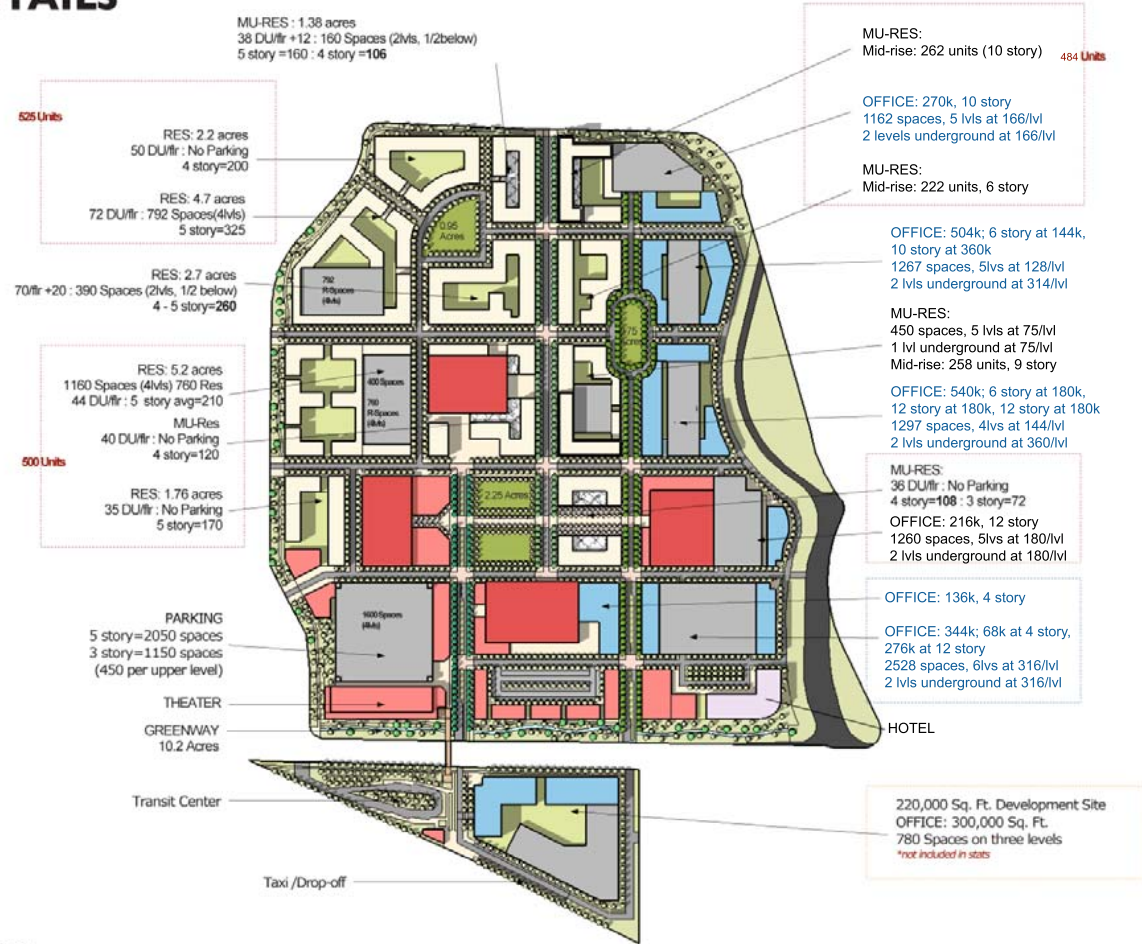 MU-RES : 1.38 acres
38 DU/flr +12 : 160 Spaces (2lvls, 1/2below)
5 story =160 : 4 story =106
525 Units
RES: 2.2 acres
50 DU/flr : No Parking
4 story=200
RES: 4.7 acres
72 DU/flr : 792 Spaces(4lvls)
5 story=325
RES: 2.7 acres
70/flr +20 : 390 Spaces (2lvls, 1/2 below)
4 - 5 story=260
RES: 5.2 acres
1160 Spaces (4lvls) 760 Res
44 DU/flr : 5 story avg=210
MU-Res
40 DU/flr : No Parking
4 story=120
500 Units
RES: 1.76 acres
35 DU/flr : No Parking
5 story=170
PARKING
5 story=2050 spaces
3 story=1150 spaces
(450 per upper level)
THEATER
GREENWAY
10.2 Acres
Transit Center
Taxi /Drop-off
0.95
Acres
792
R-Spaces
(4lvls)
400 Spaces
760
R-Spaces
(4lvls)
2.25 Acres
1600 Spaces
(4lvls)
MU-RES:
Mid-rise: 262 units (10 story)
484 Units
OFFICE: 270k, 10 story
1162 spaces, 5 lvls at 166/lvl
2 levels underground at 166/lvl
MU-RES:
Mid-rise: 222 units, 6 story
OFFICE: 504k; 6 story at 144k,
10 story at 360k
1267 spaces, 5lvs at 128/lvl
2 lvls underground at 314/lvl
MU-RES:
450 spaces, 5 lvls at 75/lvl
1 lvl underground at 75/lvl
Mid-rise: 258 units, 9 story
OFFICE: 540k; 6 story at 180k,
12 story at 180k, 12 story at 180k
1297 spaces, 4lvs at 144/lvl
2 lvls underground at 360/lvl
MU-RES:
36 DU/flr : No Parking
4 story=108 : 3 story=72
OFFICE: 216k, 12 story
1260 spaces, 5lvs at 180/lvl
2 lvls underground at 180/lvl
OFFICE: 136k, 4 story
OFFICE: 344k; 68k at 4 story,
276k at 12 story
2528 spaces, 6lvs at 316/lvl
2 lvls underground at 316/lvl
HOTEL
220,000 Sq. Ft. Development Site
OFFICE: 300,000 Sq. Ft.
780 Spaces on three levels
*not included in stats